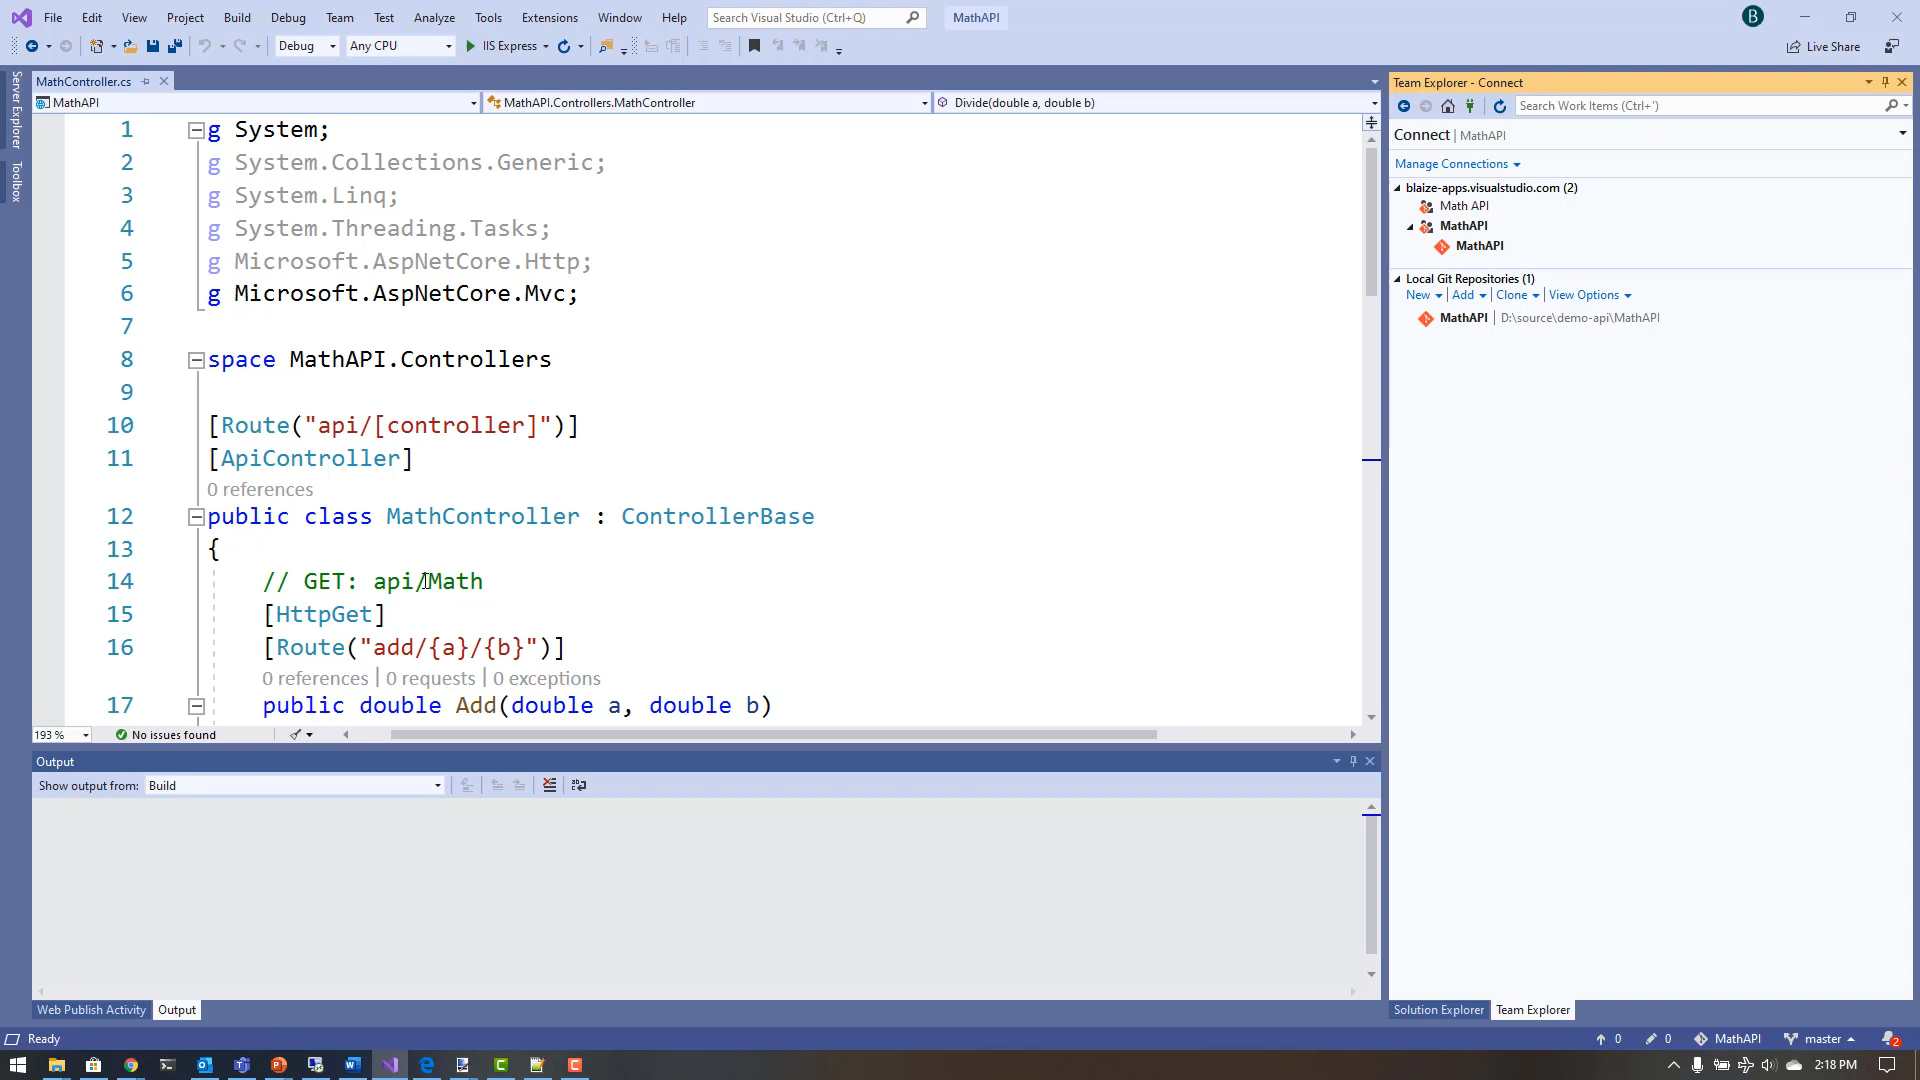 File Edit View Project Build Debug Team Test Analyze Tools Extensions Window Help Search Visual Studio (Ctrl+Q) MathAPI B
Debug Any CPU IIS Express Live Share
Server Explorer
Toolbox
MathController.cs
MathAPI MathAPI.Controllers.MathController Divide(double a, double b)
1 g System;
2 g System.Collections.Generic;
3 g System.Linq;
4 g System.Threading.Tasks;
5 g Microsoft.AspNetCore.Http;
6 g Microsoft.AspNetCore.Mvc;
7
8 space MathAPI.Controllers
9
10 [Route("api/[controller]")]
11 [ApiController]
0 references
12 public class MathController : ControllerBase
13 {
14 // GET: api/Math
15 [HttpGet]
16 [Route("add/{a}/{b}")]
0 references | 0 requests | 0 exceptions
17 public double Add(double a, double b)
193 % No issues found
Output
Show output from: Build
Web Publish Activity Output
Team Explorer - Connect
Search Work Items (Ctrl+')
Connect | MathAPI
Manage Connections
blaize-apps.visualstudio.com (2)
Math API
MathAPI
MathAPI
Local Git Repositories (1)
New | Add | Clone | View Options
MathAPI | D:\source\demo-api\MathAPI
Solution Explorer Team Explorer
Ready 0 0 MathAPI master 2
2:18 PM